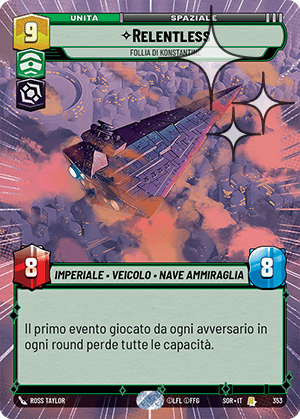 UNITÀ
SPAZIALE
9
RELENTLESS
FOLLIA DI KONSTANTINE
8
IMPERIALE • VEICOLO • NAVE AMMIRAGLIA
8
Il primo evento giocato da ogni avversario in
ogni round perde tutte le capacità.
ROSS TAYLOR
©LFL ©FFG
SOR • IT
353